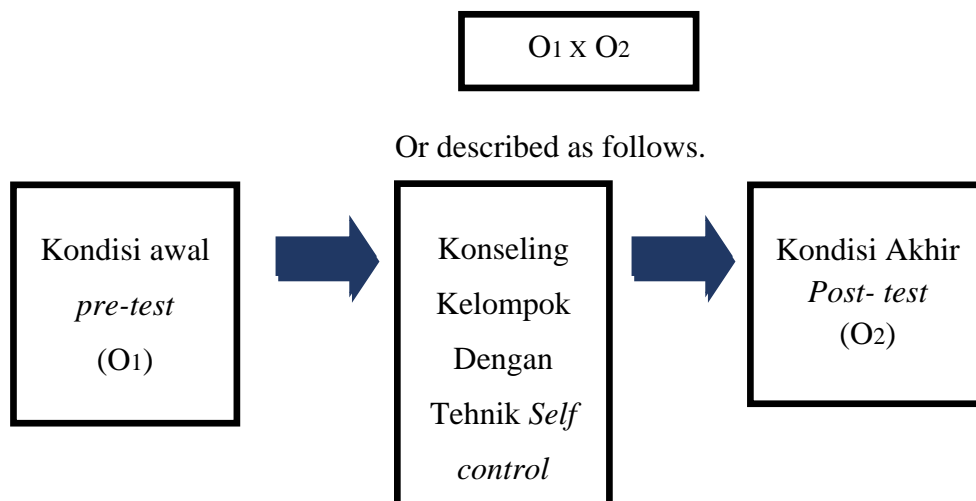 O1 X O2
Or described as follows.
Kondisi awal
pre-test
(O1)
Konseling
Kelompok
Dengan
Tehnik Self
control
Kondisi Akhir
Post- test
(O2)